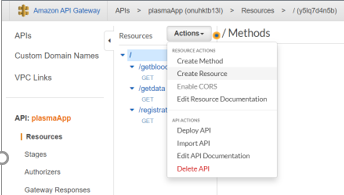 Amazon API Gateway APIs > plasmaApp (onuhklb13i) > Resources > / (y5lq7d4n5b)
APIs
Custom Domain Names
VPC Links
API: plasmaApp
Resources
Stages
Authorizers
Gateway Responses
Resources
Actions
/ Methods
/
GET
/getdata
GET
GET
RESOURCE ACTIONS
Create Method
Create Resource
Enable CORS
Edit Resource Documentation
API ACTIONS
Deploy API
Import API
Edit API Documentation
Delete API